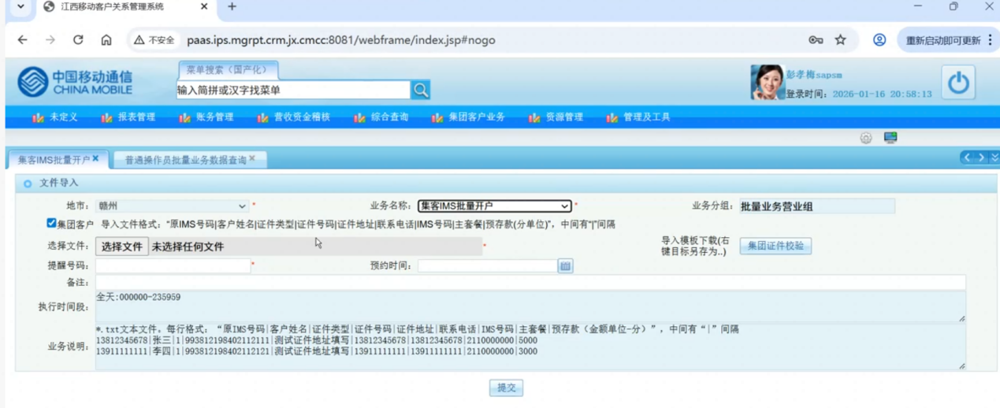 江西移动客户关系管理系统
不安全 paas.ips.mgrpt.crm.jx.cmcc:8081/webframe/index.jsp#nogo 重新启动即可更新
中国移动通信
CHINA MOBILE
菜单搜索（国产化）
输入简拼或汉字找菜单
彭孝梅sapsm
登录时间：2026-01-16 20:58:13
未定义 报表管理 账务管理 营收资金稽核 综合查询 集团客户业务 资源管理 管理及工具
集客IMS批量开户 普通操作员批量业务数据查询
文件导入
地市：赣州 * 业务名称：集客IMS批量开户 * 业务分组：批量业务营业组
集团客户 导入文件格式："原IMS号码|客户姓名|证件类型|证件号码|证件地址|联系电话|IMS号码|主套餐|预存款(分单位)"，中间有"|"间隔
选择文件：选择文件 未选择任何文件 * 导入模板下载(右键目标另存为..) 集团证件校验
提醒号码： * 预约时间：
备注：
执行时间段：全天:000000-235959
业务说明：*.txt文本文件，每行格式：“原IMS号码|客户姓名|证件类型|证件号码|证件地址|联系电话|IMS号码|主套餐|预存款（金额单位-分）”，中间有“|”间隔
13812345678|张三|1|993812198402112111|测试证件地址填写|13812345678|13812345678|2110000000|5000
13911111111|李四|1|993812198402112121|测试证件地址填写|13911111111|13911111111|2110000000|3000
提交